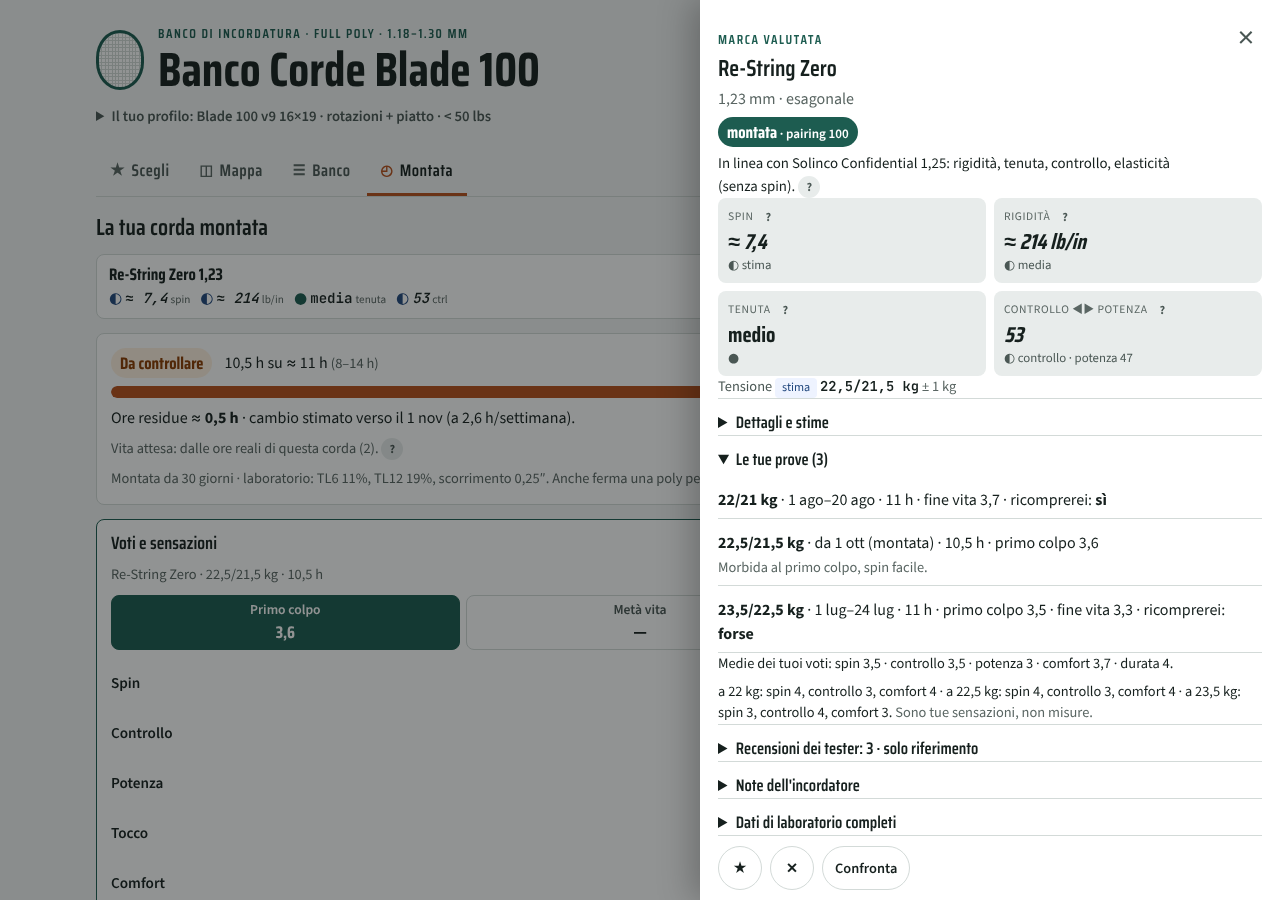 BANCO DI INCORDATURA · FULL POLY · 1.18–1.30 MM
Banco Corde Blade 100
▶ Il tuo profilo: Blade 100 v9 16×19 · rotazioni + piatto · < 50 lbs
★ Scegli
Mappa
☰ Banco
Montata
La tua corda montata
Re-String Zero 1,23
◐ ≈ 7,4 spin ◐ ≈ 214 lb/in ● media tenuta ◐ 53 ctrl
Da controllare 10,5 h su ≈ 11 h (8–14 h)
Ore residue ≈ 0,5 h · cambio stimato verso il 1 nov (a 2,6 h/settimana).
Vita attesa: dalle ore reali di questa corda (2). ?
Montata da 30 giorni · laboratorio: TL6 11%, TL12 19%, scorrimento 0,25″. Anche ferma una poly pe
Voti e sensazioni
Re-String Zero · 22,5/21,5 kg · 10,5 h
Primo colpo
3,6
Metà vita
—
Spin
Controllo
Potenza
Tocco
Comfort
MARCA VALUTATA
✕
Re-String Zero
1,23 mm · esagonale
montata · pairing 100
In linea con Solinco Confidential 1,25: rigidità, tenuta, controllo, elasticità
(senza spin). ?
SPIN ?
≈ 7,4
◐ stima
RIGIDITÀ ?
≈ 214 lb/in
◐ media
TENUTA ?
medio
●
CONTROLLO ◀▶ POTENZA ?
53
◐ controllo · potenza 47
Tensione stima 22,5/21,5 kg ± 1 kg
▶ Dettagli e stime
▼ Le tue prove (3)
22/21 kg · 1 ago–20 ago · 11 h · fine vita 3,7 · ricomprerei: sì
22,5/21,5 kg · da 1 ott (montata) · 10,5 h · primo colpo 3,6
Morbida al primo colpo, spin facile.
23,5/22,5 kg · 1 lug–24 lug · 11 h · primo colpo 3,5 · fine vita 3,3 · ricomprerei:
forse
Medie dei tuoi voti: spin 3,5 · controllo 3,5 · potenza 3 · comfort 3,7 · durata 4.
a 22 kg: spin 4, controllo 3, comfort 4 · a 22,5 kg: spin 4, controllo 3, comfort 4 · a 23,5 kg:
spin 3, controllo 4, comfort 3. Sono tue sensazioni, non misure.
▶ Recensioni dei tester: 3 · solo riferimento
▶ Note dell'incordatore
▶ Dati di laboratorio completi
★ ✕ Confronta